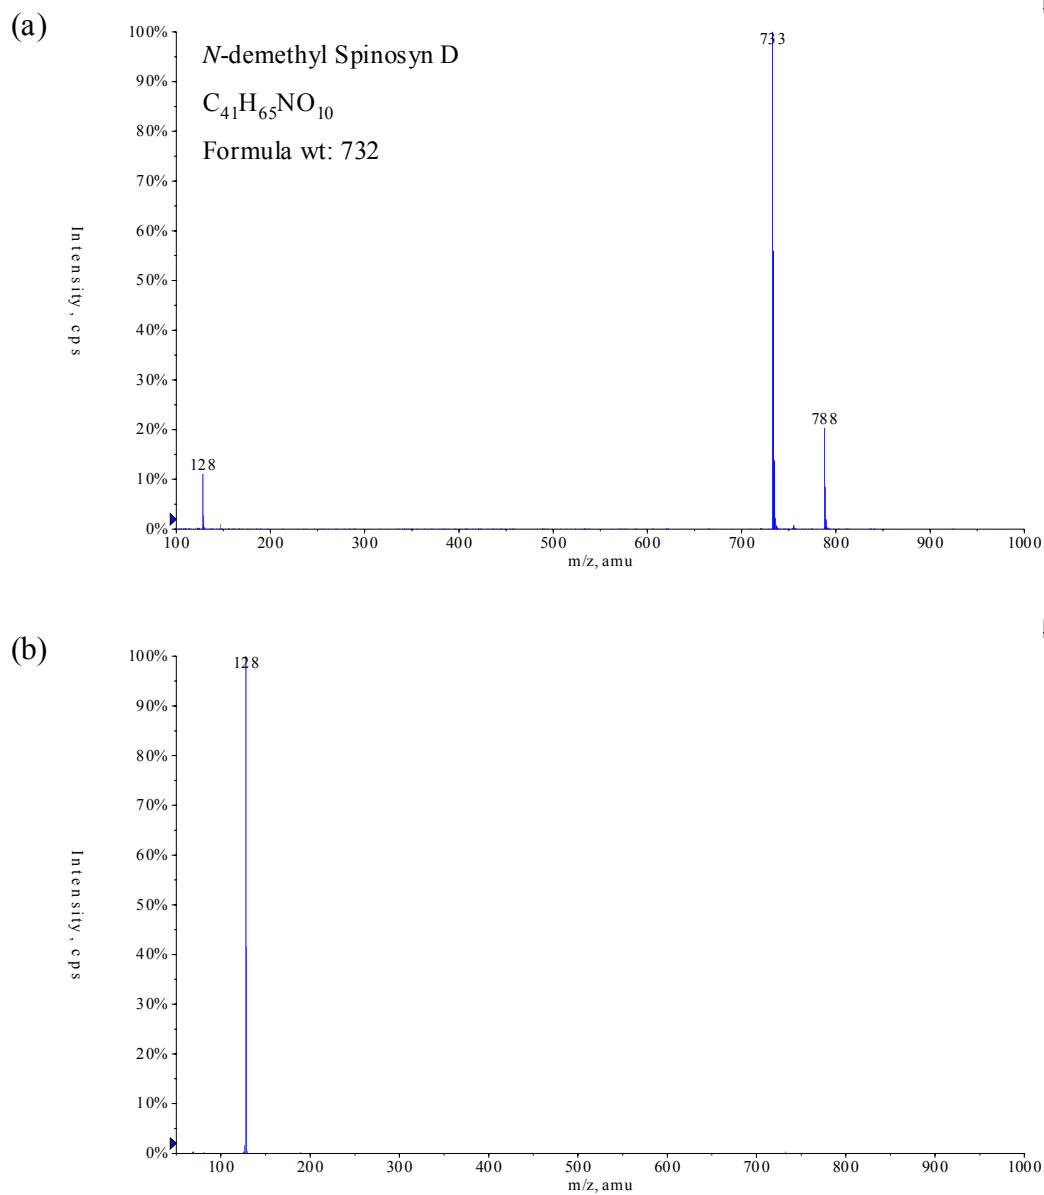 (a)
100%
90%
80%
70%
60%
50%
40%
30%
20%
10%
0%
Intensity, cps
N-demethyl Spinosyn D
C₄₁H₆₅NO₁₀
Formula wt: 732
733
788
128
100 200 300 400 500 600 700 800 900 1000
m/z, amu
(b)
100%
90%
80%
70%
60%
50%
40%
30%
20%
10%
0%
Intensity, cps
128
100 200 300 400 500 600 700 800 900 1000
m/z, amu